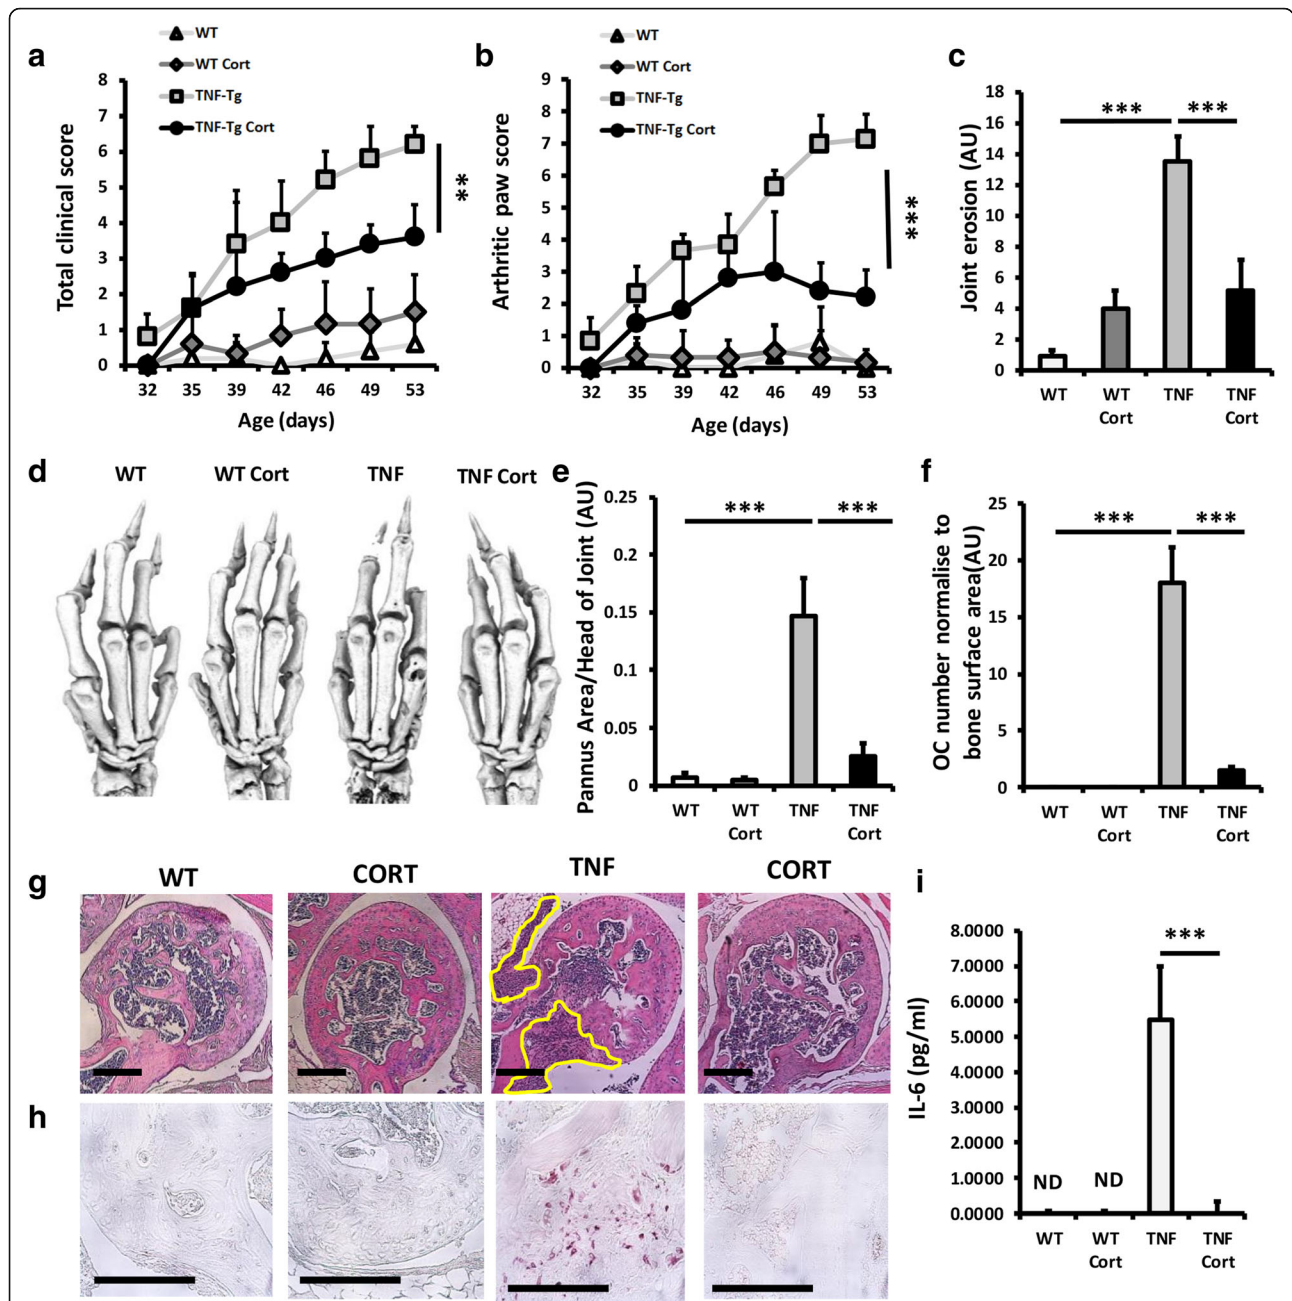 a
WT
WT Cort
TNF-Tg
TNF-Tg Cort
Total clinical score
8
7
6
5
4
3
2
1
0
32 35 39 42 46 49 53
Age (days)
**
b
WT
WT Cort
TNF-Tg
TNF-Tg Cort
Arthritic paw score
9
8
7
6
5
4
3
2
1
0
32 35 39 42 46 49 53
Age (days)
***
c
Joint erosion (AU)
18
16
14
12
10
8
6
4
2
0
*** ***
WT WT Cort TNF TNF Cort
d
WT WT Cort TNF TNF Cort
e
Pannus Area/Head of Joint (AU)
0.25
0.2
0.15
0.1
0.05
0
*** ***
WT WT Cort TNF TNF Cort
f
OC number normalise to
bone surface area(AU)
25
20
15
10
5
0
*** ***
WT WT Cort TNF TNF Cort
g
WT CORT TNF CORT
h
i
IL-6 (pg/ml)
8.0000
7.0000
6.0000
5.0000
4.0000
3.0000
2.0000
1.0000
0.0000
***
ND ND
WT WT Cort TNF TNF Cort